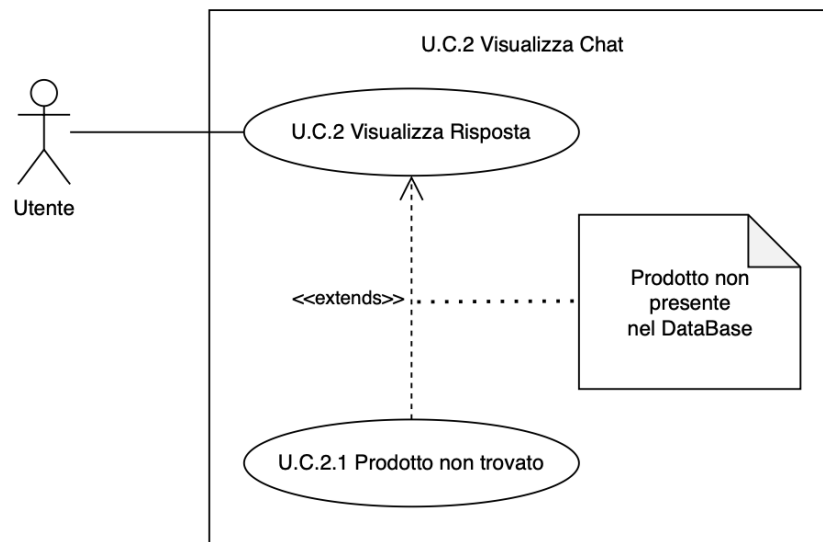 U.C.2 Visualizza Chat
U.C.2 Visualizza Risposta
Utente
<<extends>>
Prodotto non
presente
nel DataBase
U.C.2.1 Prodotto non trovato